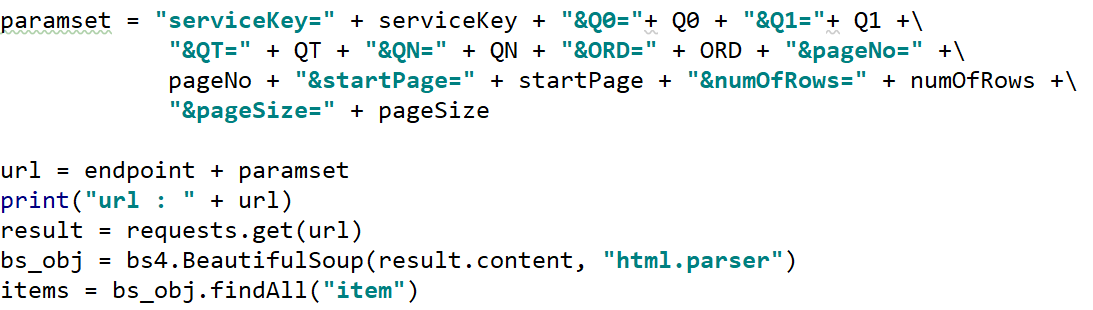 paramset = "serviceKey=" + serviceKey + "&Q0="+ Q0 + "&Q1="+ Q1 +\
"&QT=" + QT + "&QN=" + QN + "&ORD=" + ORD + "&pageNo=" +\
pageNo + "&startPage=" + startPage + "&numOfRows=" + numOfRows +\
"&pageSize=" + pageSize
url = endpoint + paramset
print("url : " + url)
result = requests.get(url)
bs_obj = bs4.BeautifulSoup(result.content, "html.parser")
items = bs_obj.findAll("item")